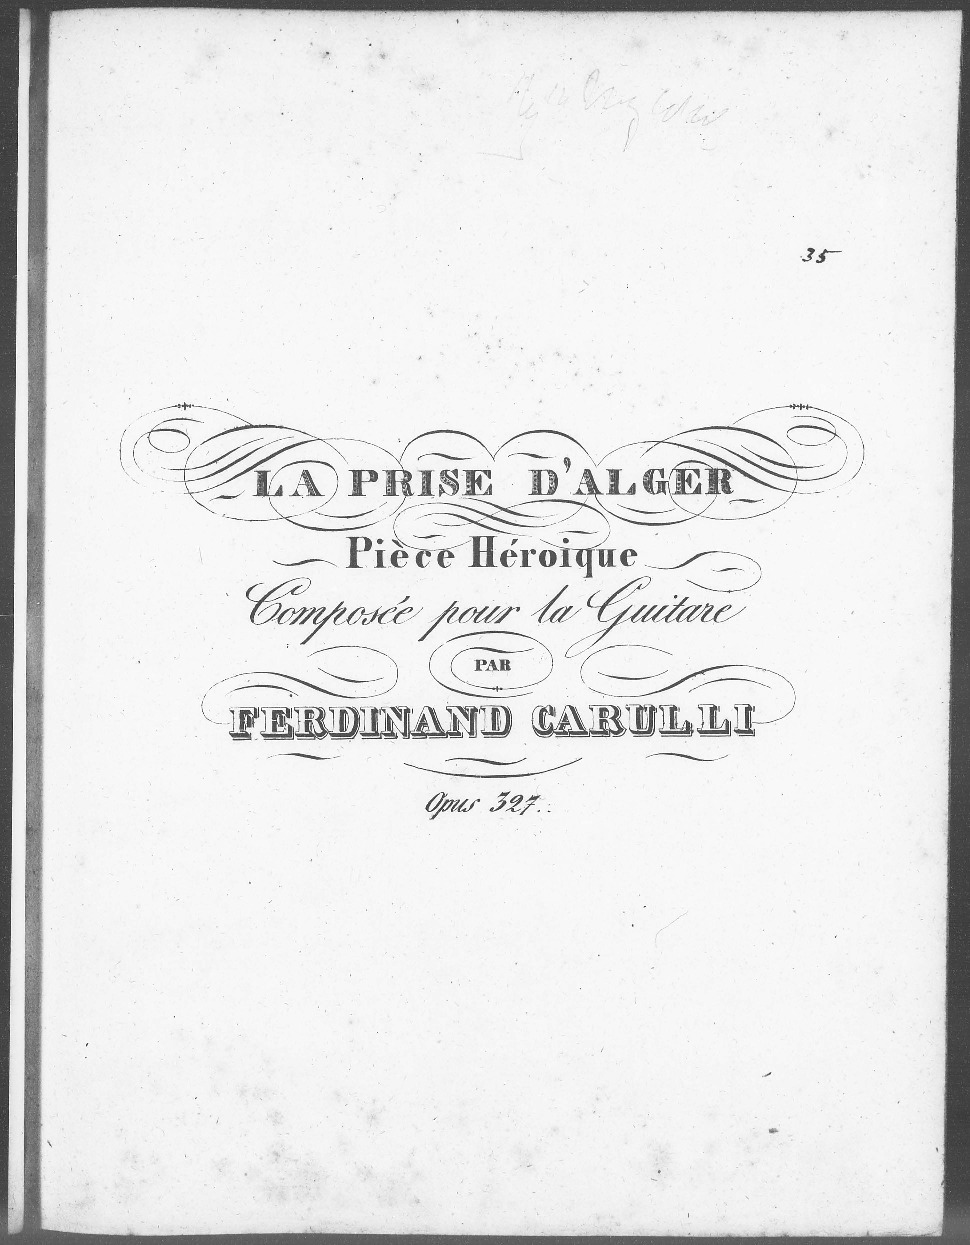 35
LA PRISE D'ALGER
Pièce Héroique
Composée pour la Guitare
PAR
FERDINAND CARULLI
Opus 327.